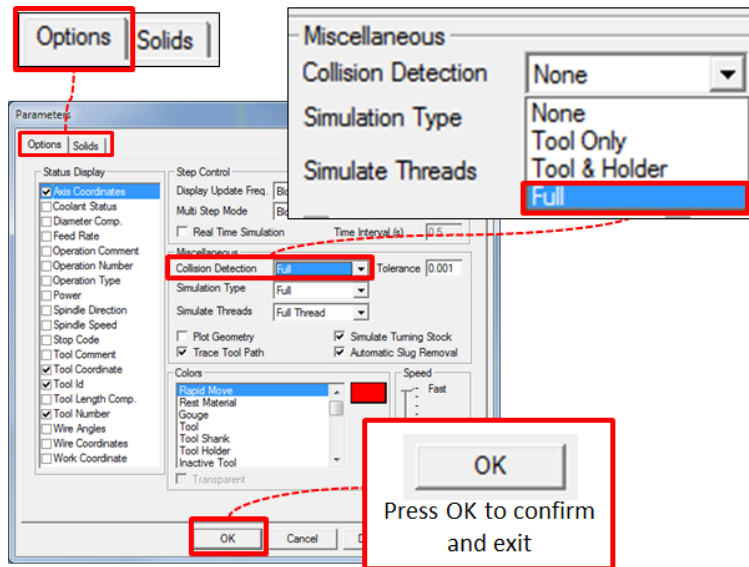 Options Solids
Miscellaneous
Collision Detection None
None
Simulation Type
Tool Only
Tool & Holder
Simulate Threads
Full
Parameters
Options Solids
Status Display
Axis Coordinates
Coolant Status
Diameter Comp.
Feed Rate
Operation Comment
Operation Number
Operation Type
Power
Spindle Direction
Spindle Speed
Stop Code
Tool Comment
Tool Coordinate
Tool Id
Tool Length Comp.
Tool Number
Wire Angles
Wire Coordinates
Work Coordinate
Step Control
Display Update Freq.
Multi Step Mode
Real Time Simulation Time Interval (s) 0.5
Miscellaneous
Collision Detection Full Tolerance 0.001
Simulation Type Full
Simulate Threads Full Thread
Plot Geometry Simulate Turning Stock
Trace Tool Path Automatic Slug Removal
Colors
Rapid Move
Rest Material
Gouge
Tool
Tool Shank
Tool Holder
Inactive Tool
Transparent
Speed
Fast
OK Cancel
OK
Press OK to confirm
and exit